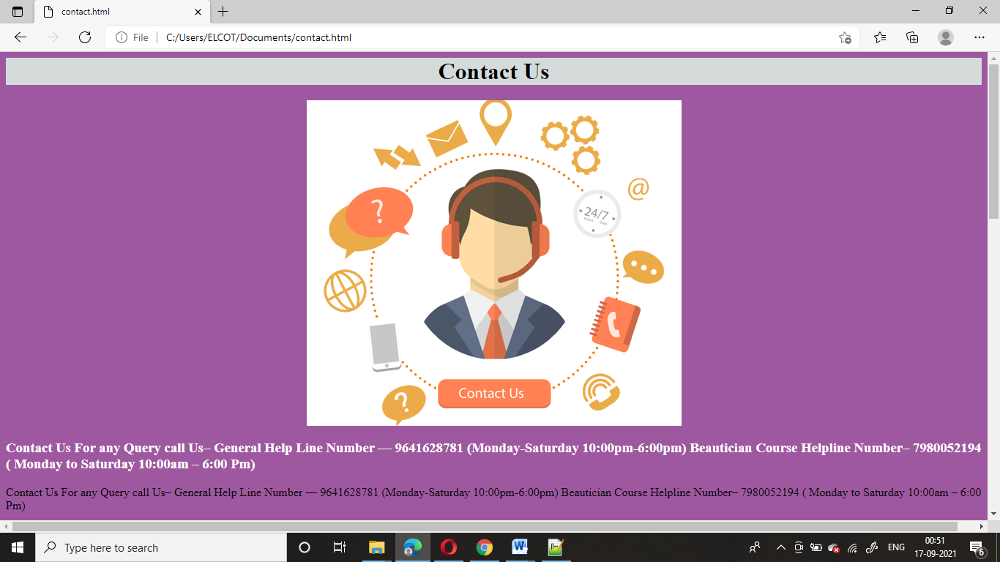 contact.html
File
C:/Users/ELCOT/Documents/contact.html
Contact Us
@
24/7
Hours Days
?
?
Contact Us
Contact Us For any Query call Us– General Help Line Number — 9641628781 (Monday-Saturday 10:00pm-6:00pm) Beautician Course Helpline Number– 7980052194
( Monday to Saturday 10:00am – 6:00 Pm)
Contact Us For any Query call Us– General Help Line Number — 9641628781 (Monday-Saturday 10:00pm-6:00pm) Beautician Course Helpline Number– 7980052194 ( Monday to Saturday 10:00am – 6:00
Pm)
Type here to search
ENG
00:51
17-09-2021
6